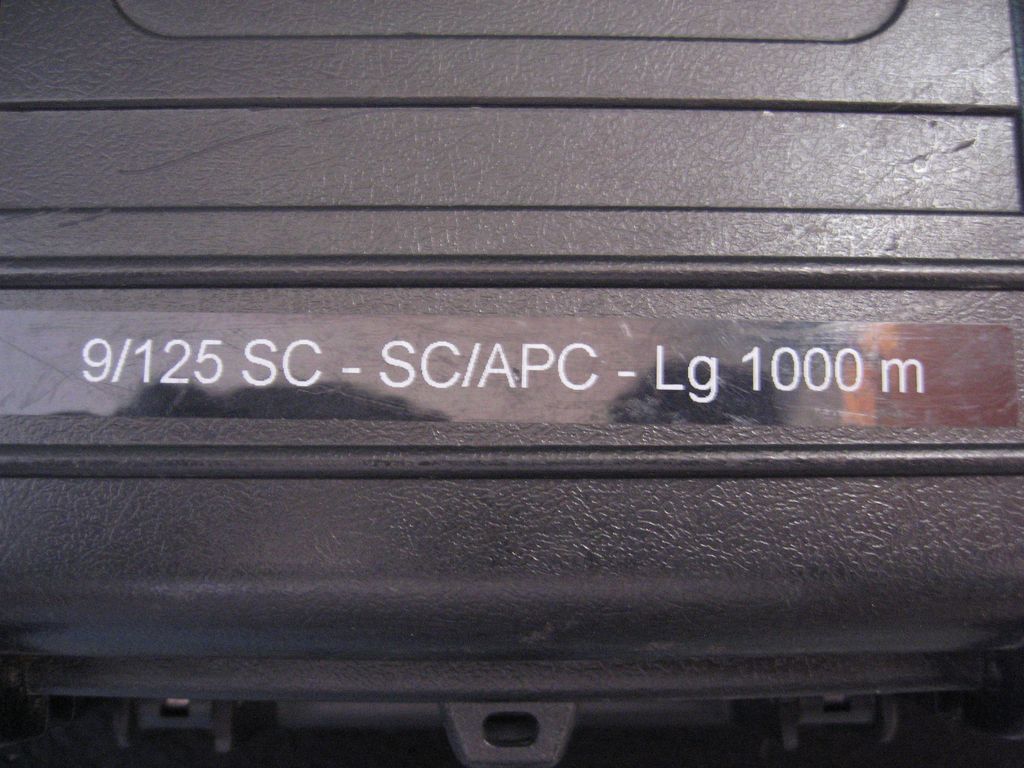 9/125 SC - SC/APC - Lg 1000 m